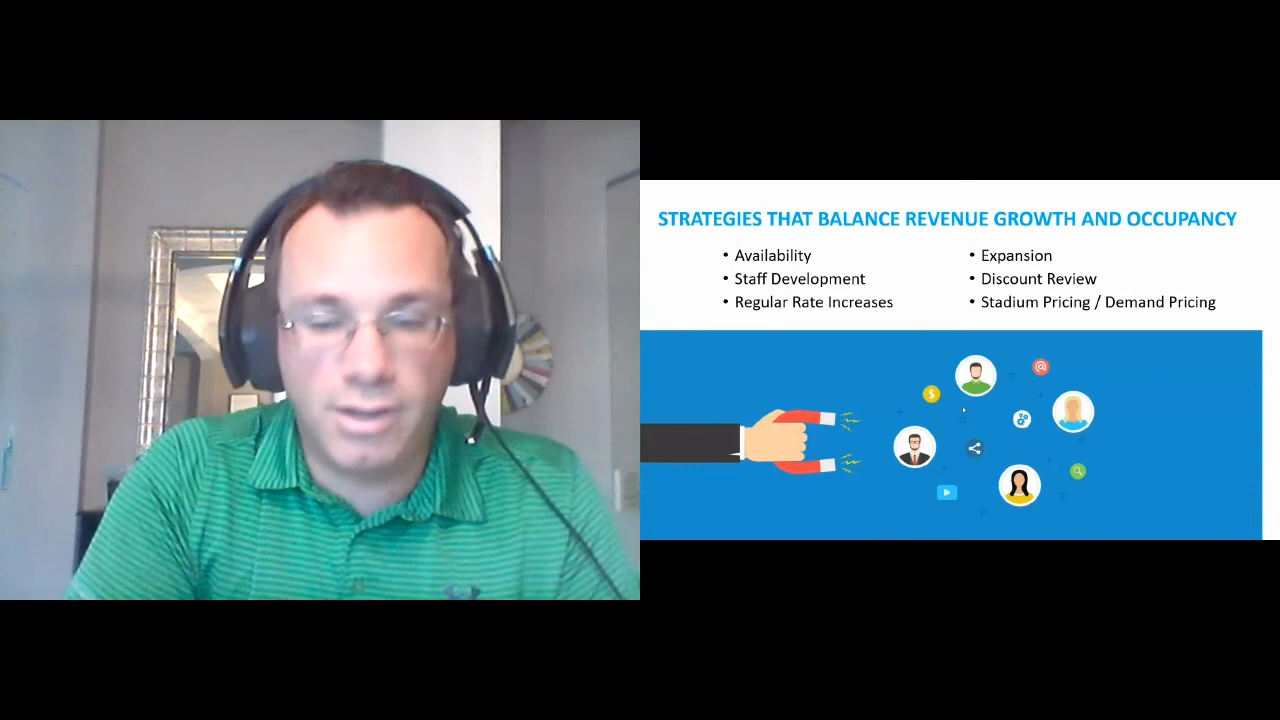 STRATEGIES THAT BALANCE REVENUE GROWTH AND OCCUPANCY
• Availability
• Staff Development
• Regular Rate Increases
• Expansion
• Discount Review
• Stadium Pricing / Demand Pricing
$
@